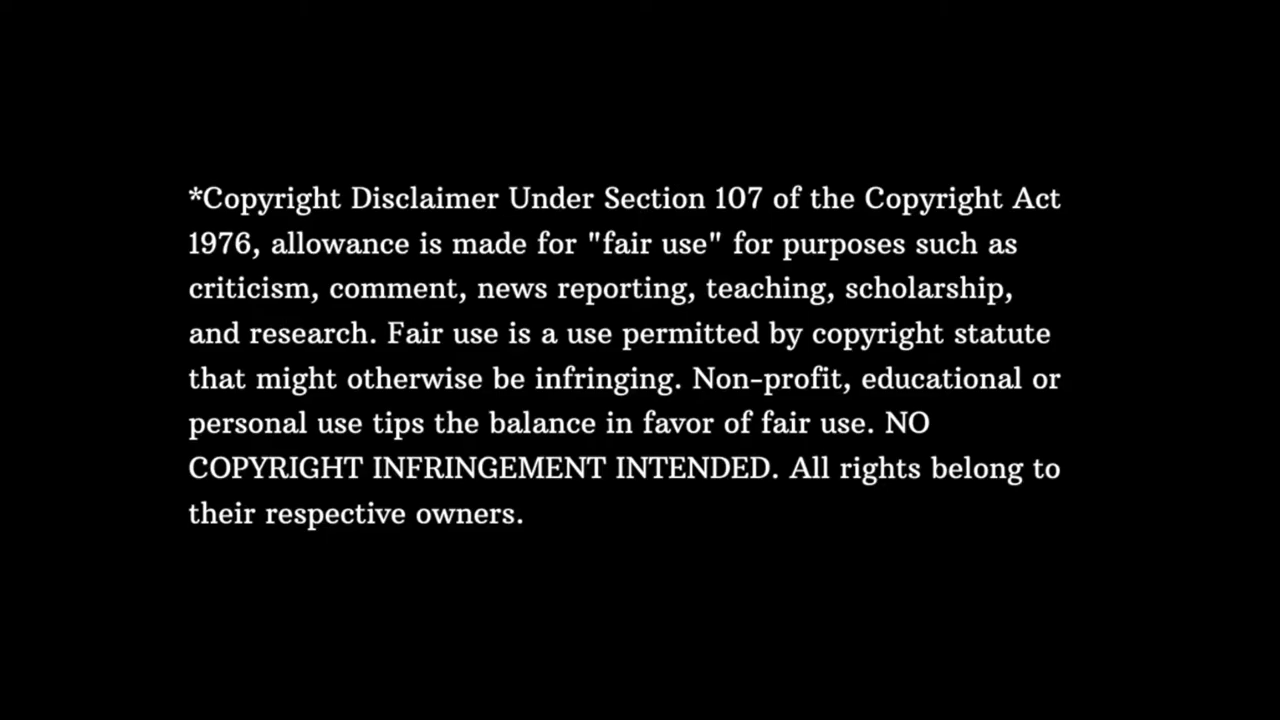 *Copyright Disclaimer Under Section 107 of the Copyright Act
1976, allowance is made for "fair use" for purposes such as
criticism, comment, news reporting, teaching, scholarship,
and research. Fair use is a use permitted by copyright statute
that might otherwise be infringing. Non-profit, educational or
personal use tips the balance in favor of fair use. NO
COPYRIGHT INFRINGEMENT INTENDED. All rights belong to
their respective owners.